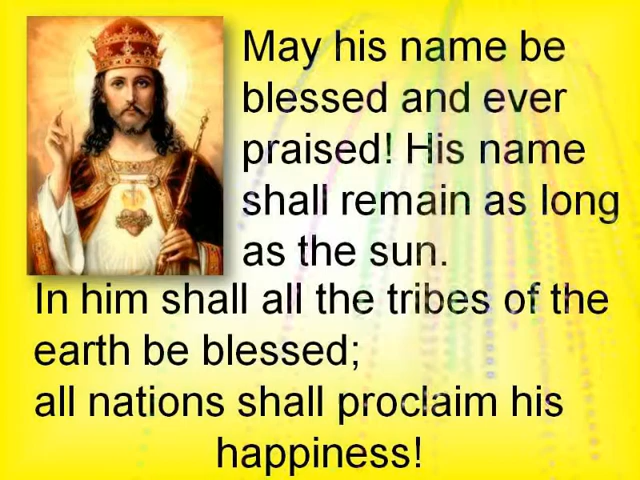 May his name be
blessed and ever
praised! His name
shall remain as long
as the sun.
In him shall all the tribes of the
earth be blessed;
all nations shall proclaim his
happiness!